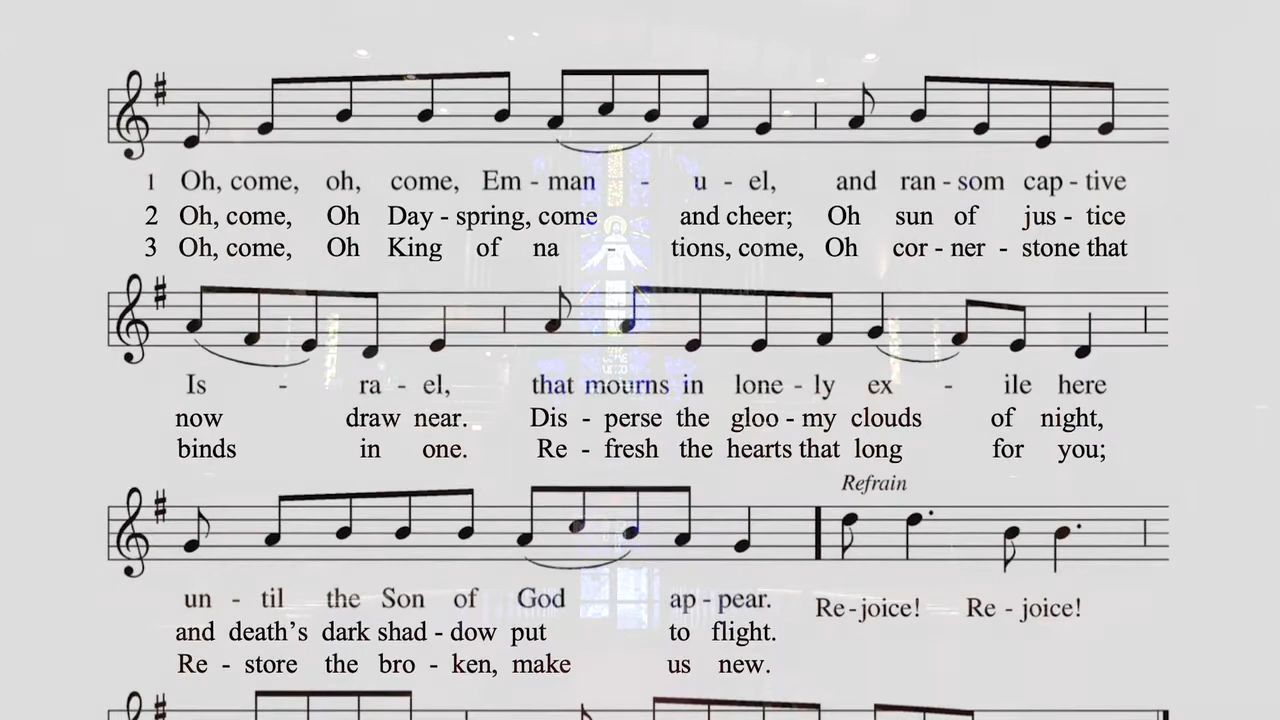 1 Oh, come, oh, come, Em - man - u - el, and ran - som cap - tive
2 Oh, come, Oh Day - spring, come and cheer; Oh sun of jus - tice
3 Oh, come, Oh King of na - tions, come, Oh cor - ner - stone that
Is - ra - el, that mourns in lone - ly ex - ile here
now draw near. Dis - perse the gloo - my clouds of night,
binds in one. Re - fresh the hearts that long for you;
Refrain
un - til the Son of God ap - pear. Re - joice! Re - joice!
and death's dark shad - dow put to flight.
Re - store the bro - ken, make us new.